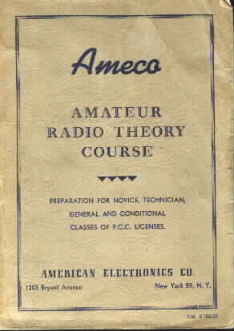 Ameco
AMATEUR
RADIO THEORY
COURSE
PREPARATION FOR NOVICE, TECHNICIAN,
GENERAL AND CONDITIONAL
CLASSES OF F.C.C. LICENSES.
AMERICAN ELECTRONICS CO.
1203 Bryant Avenue New York 59, N. Y.